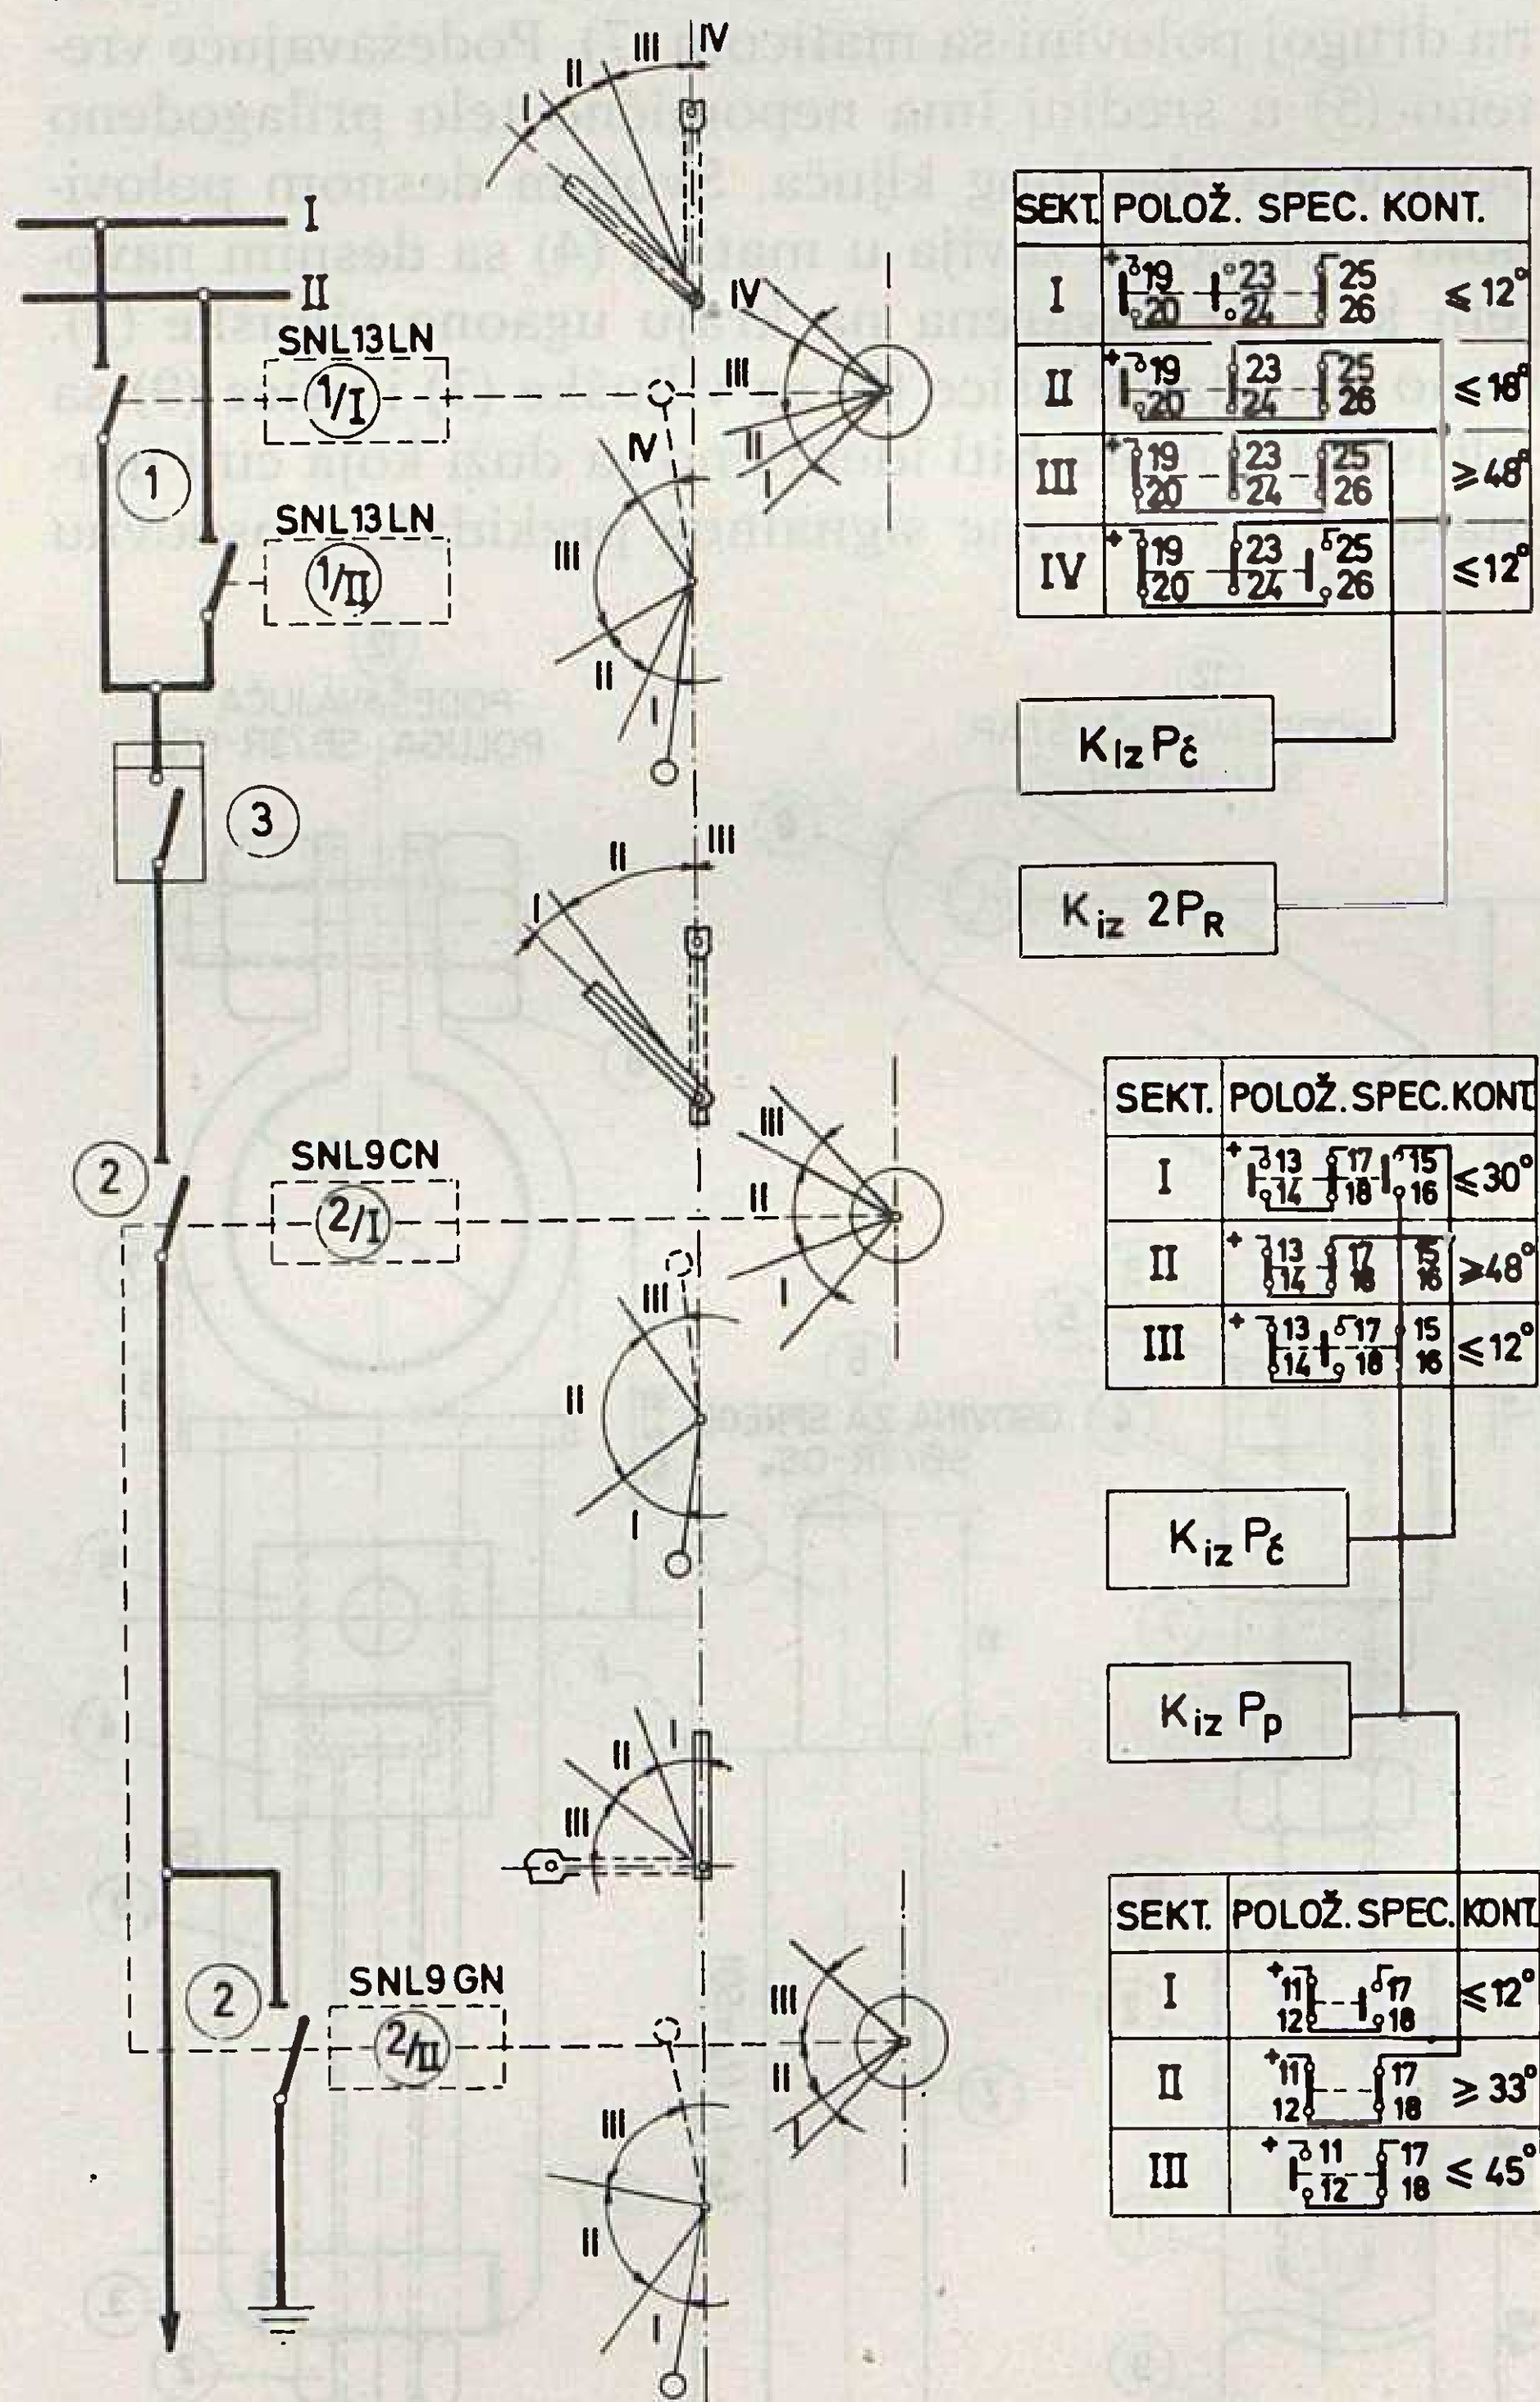 IV
III
II
I
I
II
SEKT. POLOŽ. SPEC. KONT.
I + 19 20 23 24 25 26 ≤ 12°
II + 19 20 23 24 25 26 ≤ 18°
III + 19 20 23 24 25 26 ≥ 48°
IV + 19 20 23 24 25 26 ≤ 12°
SNL13LN
1/I
IV
III
II
I
1
SNL13LN
1/II
IV
III
II
I
K iz Pč
3
K iz 2PR
III
II
I
SEKT. POLOŽ. SPEC. KONT.
I + 13 14 17 18 15 16 ≤ 30°
II + 13 14 17 18 15 16 ≥ 48°
III + 13 14 17 18 15 16 ≤ 12°
2
SNL9CN
2/I
III
II
I
III
II
I
K iz Pč
K iz Pp
I
II
III
SEKT. POLOŽ. SPEC. KONT.
I + 11 12 17 18 ≤ 12°
II + 11 12 17 18 ≥ 33°
III + 11 12 17 18 ≤ 45°
2
SNL9GN
2/II
III
II
I
III
II
I